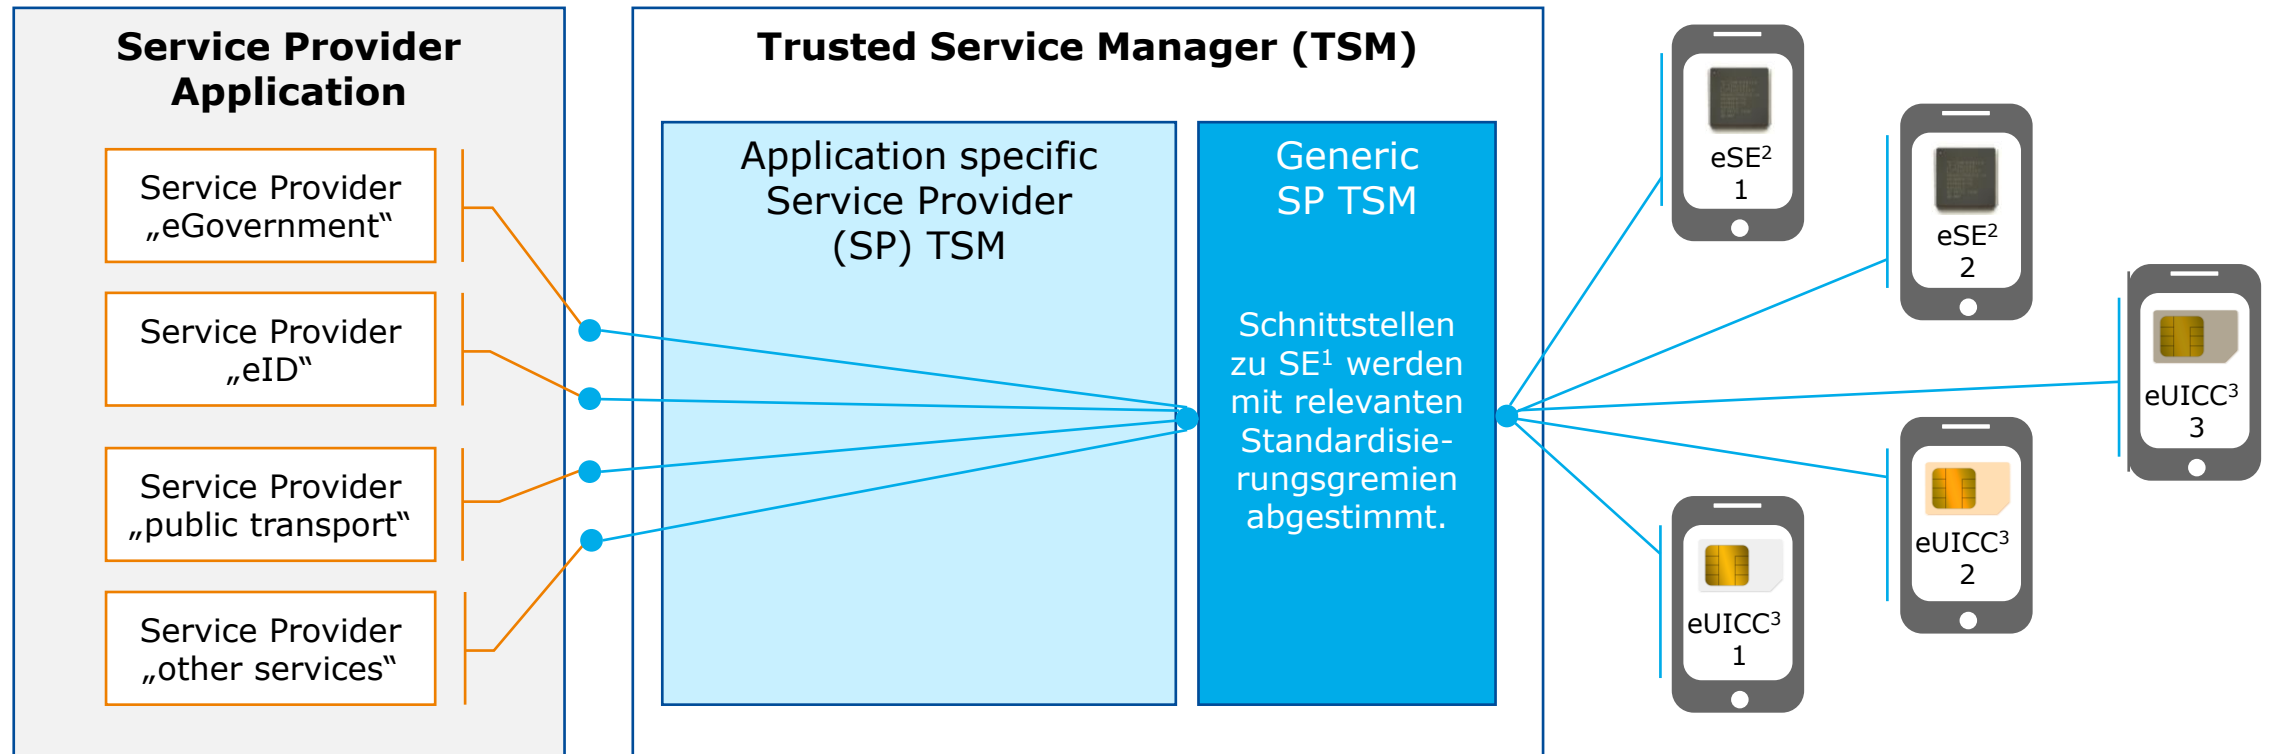 Service Provider
Application
Service Provider
„eGovernment“
Service Provider
„eID“
Service Provider
„public transport“
Service Provider
„other services“
Trusted Service Manager (TSM)
Application specific
Service Provider
(SP) TSM
Generic
SP TSM
Schnittstellen
zu SE¹ werden
mit relevanten
Standardisie-
rungsgremien
abgestimmt.
eSE²
1
eSE²
2
eUICC³
3
eUICC³
2
eUICC³
1